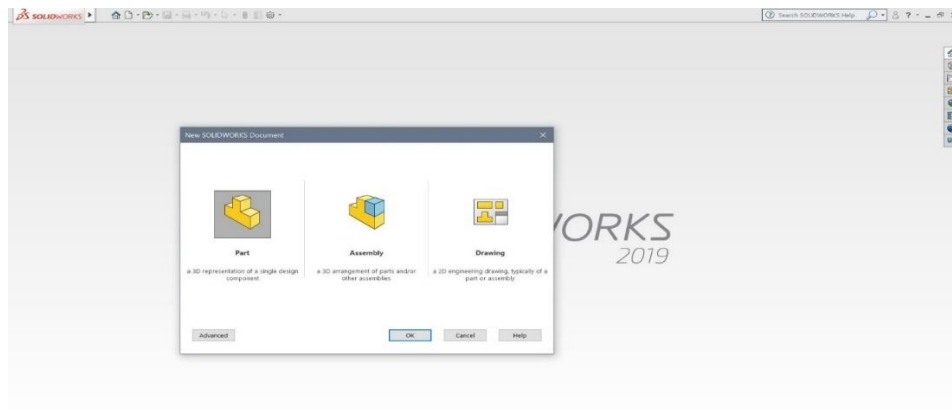 SOLIDWORKS
Search SOLIDWORKS Help
?
New SOLIDWORKS Document
Part
a 3D representation of a single design
component
Assembly
a 3D arrangement of parts and/or
other assemblies
Drawing
a 2D engineering drawing, typically of a
part or assembly
ORKS
2019
Advanced
OK
Cancel
Help